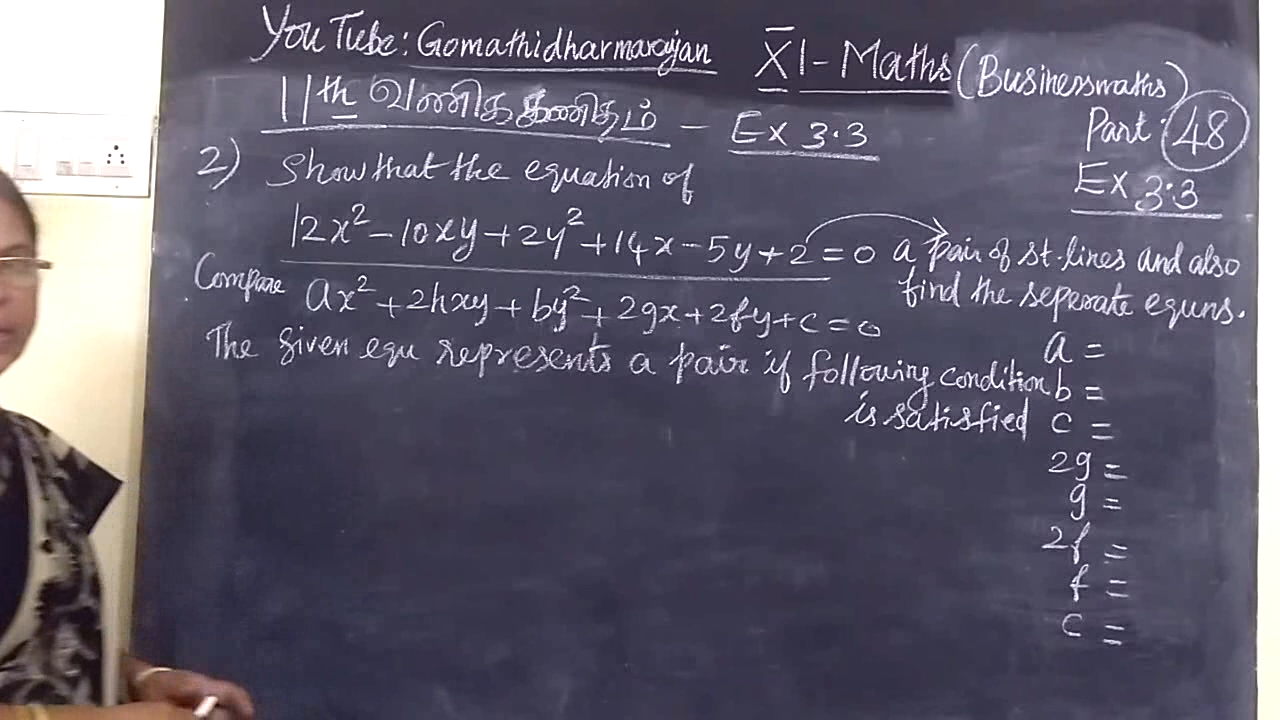 YouTube: Gomathidharmarajan XI - Maths (Businessmaths)
11th வணிக கணிதம் - Ex 3.3
Part: 48
Ex 3.3
2) Show that the equation of
12x² - 10xy + 2y² + 14x - 5y + 2 = 0 a pair of st. lines and also
find the seperate equns.
Compare ax² + 2hxy + by² + 2gx + 2fy + c = 0
The given equ represents a pair if following condition
is satisfied
a =
b =
c =
2g =
g =
2f =
f =
c =